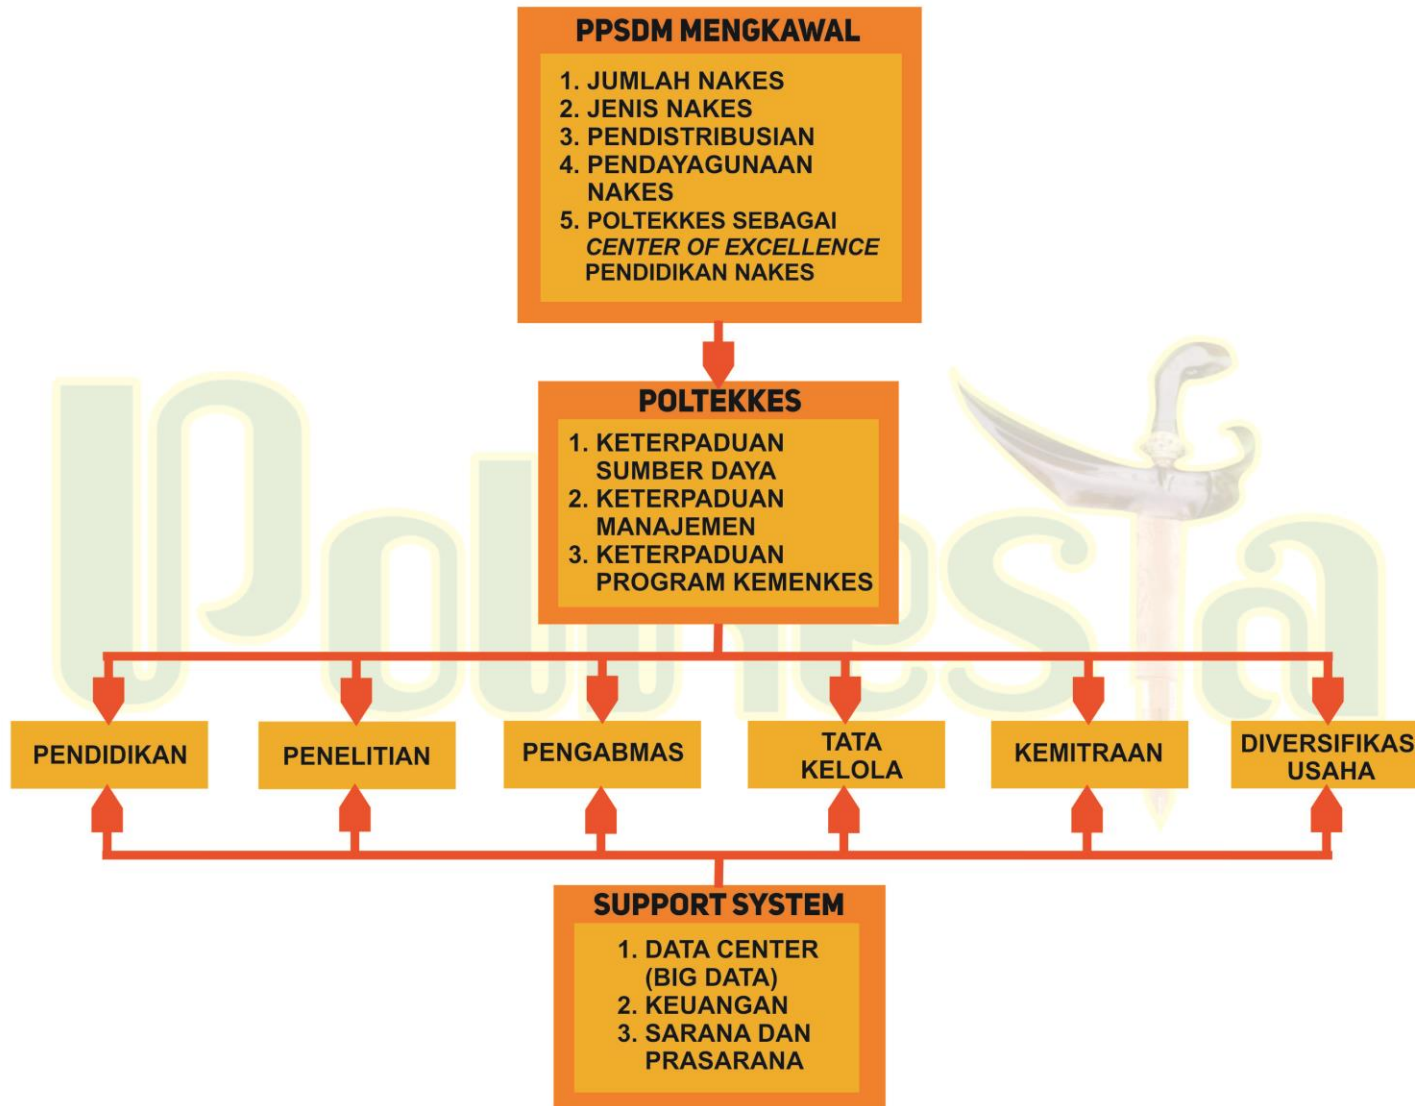 PPSDM MENGKAWAL
1. JUMLAH NAKES
2. JENIS NAKES
3. PENDISTRIBUSIAN
4. PENDAYAGUNAAN
NAKES
5. POLTEKKES SEBAGAI
CENTER OF EXCELLENCE
PENDIDIKAN NAKES
POLTEKKES
1. KETERPADUAN
SUMBER DAYA
2. KETERPADUAN
MANAJEMEN
3. KETERPADUAN
PROGRAM KEMENKES
PENDIDIKAN
PENELITIAN
PENGABMAS
TATA
KELOLA
KEMITRAAN
DIVERSIFIKAS
USAHA
SUPPORT SYSTEM
1. DATA CENTER
(BIG DATA)
2. KEUANGAN
3. SARANA DAN
PRASARANA